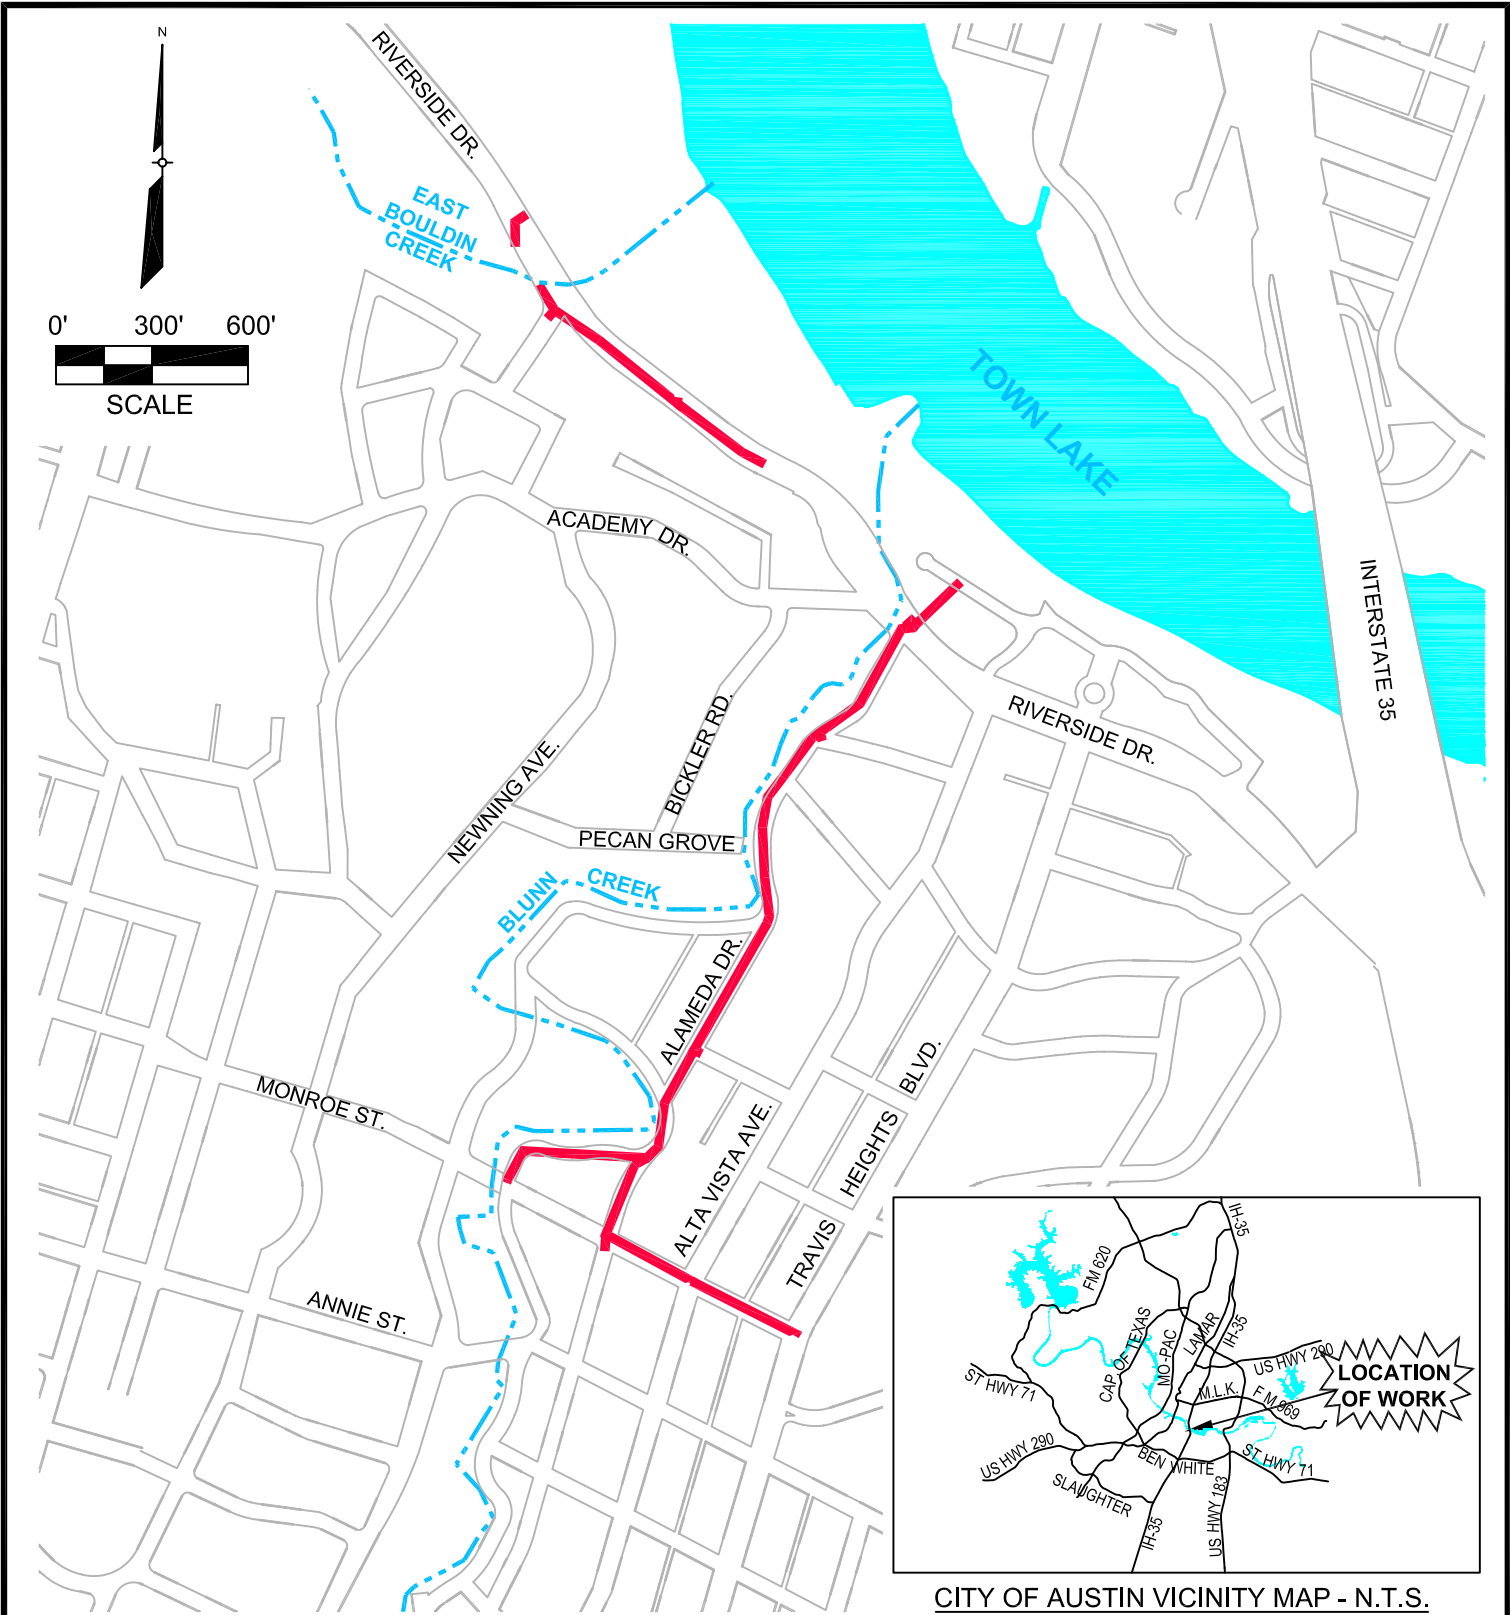 N
RIVERSIDE DR.
EAST
BOULDIN
CREEK
0' 300' 600'
SCALE
TOWN LAKE
ACADEMY DR.
INTERSTATE 35
RIVERSIDE DR.
BICKLER RD.
NEWNING AVE.
PECAN GROVE
BLUNN CREEK
ALAMEDA DR.
MONROE ST.
ALTA VISTA AVE.
TRAVIS HEIGHTS BLVD.
ANNIE ST.
IH-35
FM 620
CAP. OF TEXAS
MO-PAC
LAMAR
IH-35
US HWY 290
LOCATION
OF WORK
ST HWY 71
M.L.K.
F M 969
US HWY 290
BEN WHITE
ST HWY 71
SLAUGHTER
IH-35
US HWY 183
CITY OF AUSTIN VICINITY MAP - N.T.S.